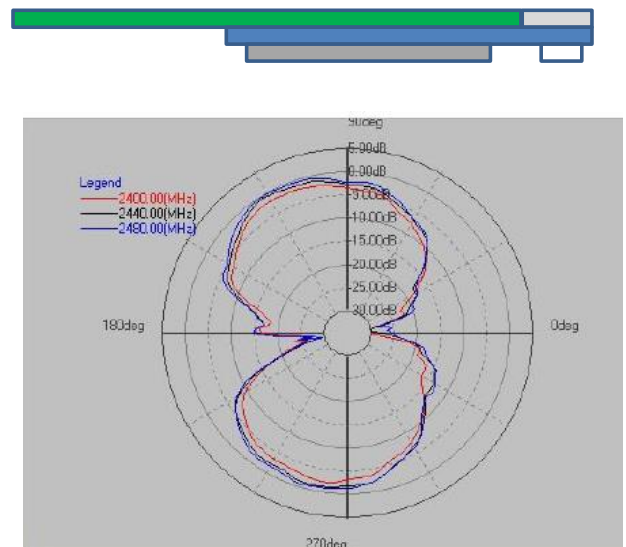 90deg
5.00dB
0.00dB
-5.00dB
-10.00dB
-15.00dB
-20.00dB
-25.00dB
-30.00dB
Legend
2400.00(MHz)
2440.00(MHz)
2480.00(MHz)
180deg
0deg
270deg